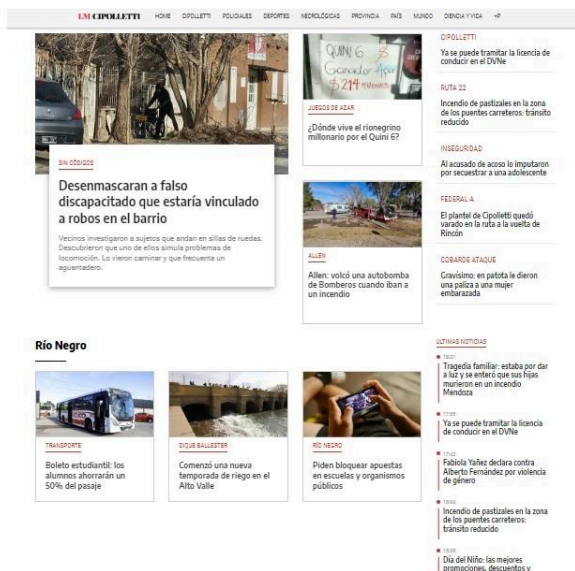 LM CIPOLLETTI HOME CIPOLLETTI POLICIALES DEPORTES NECROLÓGICAS PROVINCIA PAÍS MUNDO CIENCIA Y VIDA +P
SIN CÓDIGOS
Desenmascaran a falso
discapacitado que estaría vinculado
a robos en el barrio
Vecinos investigaron a sujetos que andan en sillas de ruedas.
Descubrieron que uno de ellos simula problemas de
locomoción. Lo vieron caminar y que frecuenta un
aguantadero.
QUINI 6 $
Ganador Aquí
$ 214 millones
JUEGOS DE AZAR
¿Dónde vive el rionegrino
millonario por el Quini 6?
ALLEN
Allen: volcó una autobomba
de Bomberos cuando iban a
un incendio
CIPOLLETTI
Ya se puede tramitar la licencia de
conducir en el DVNe
RUTA 22
Incendio de pastizales en la zona
de los puentes carreteros: tránsito
reducido
INSEGURIDAD
Al acusado de acoso lo imputaron
por secuestrar a una adolescente
FEDERAL A
El plantel de Cipolletti quedó
varado en la ruta a la vuelta de
Rincón
COBARDE ATAQUE
Gravísimo: en patota le dieron
una paliza a una mujer
embarazada
Río Negro
TRANSPORTE
Boleto estudiantil: los
alumnos ahorrarán un
50% del pasaje
DIQUE BALLESTER
Comenzó una nueva
temporada de riego en el
Alto Valle
RÍO NEGRO
Piden bloquear apuestas
en escuelas y organismos
públicos
ULTIMAS NOTICIAS
Tragedia familiar: estaba por dar
a luz y se enteró que sus hijas
murieron en un incendio
Mendoza
Ya se puede tramitar la licencia
de conducir en el DVNe
Fabiola Yañez declara contra
Alberto Fernández por violencia
de género
Incendio de pastizales en la zona
de los puentes carreteros:
tránsito reducido
Día del Niño: las mejores
promociones, descuentos y